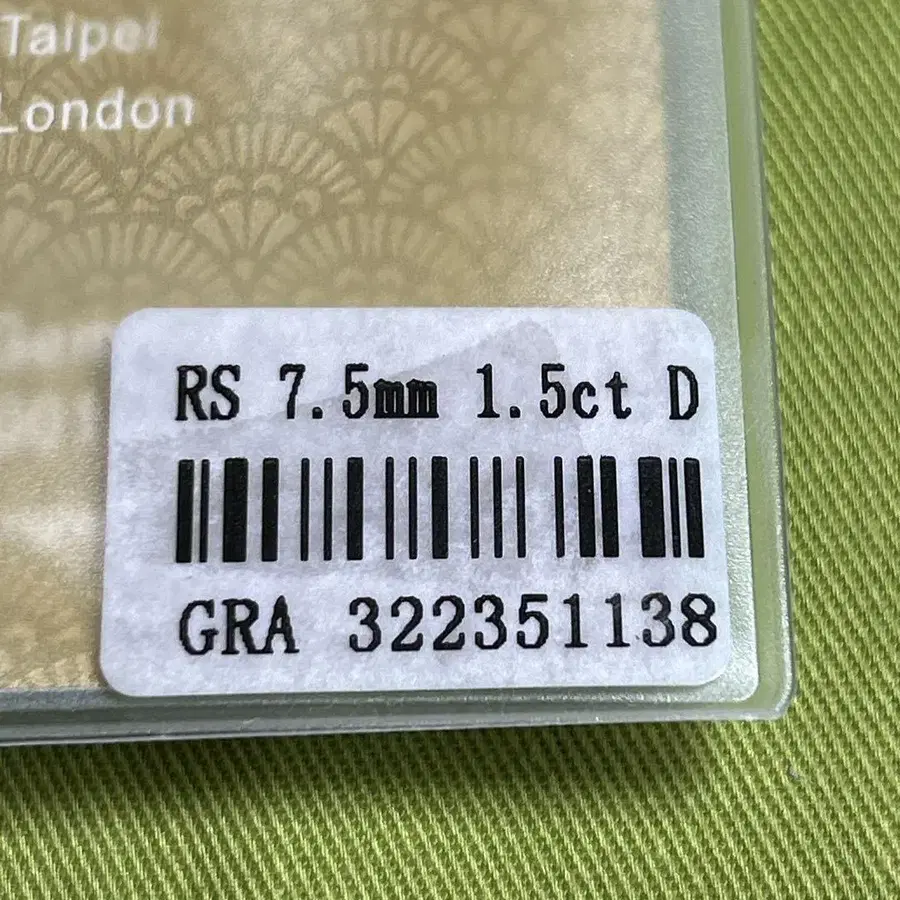 Taipei
London
RS 7.5mm 1.5ct D
GRA 322351138